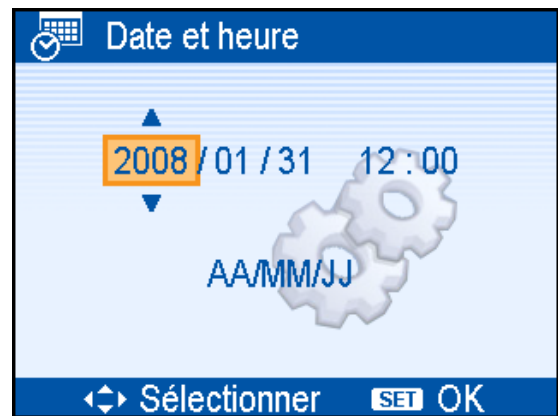 Date et heure
2008 / 01 / 31 12 : 00
AA/MM/JJ
Sélectionner SET OK